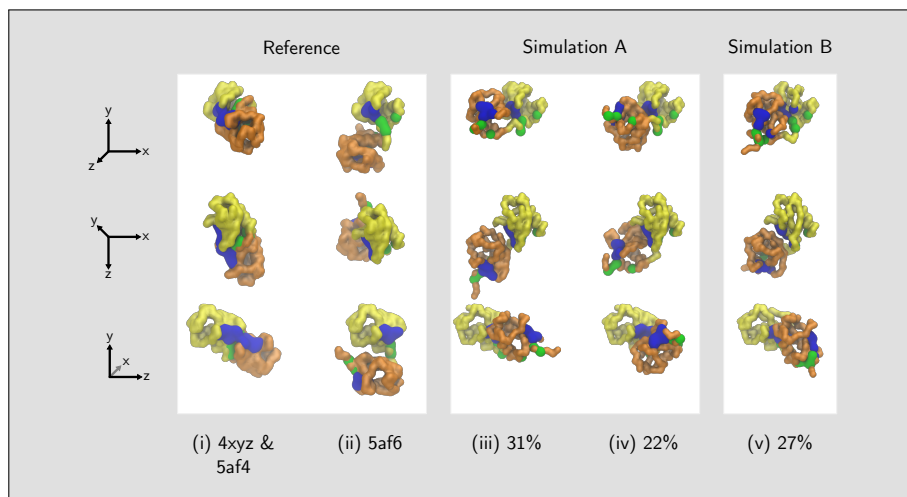 Reference Simulation A Simulation B
y
z x
y
x
z
y
x
z
(i) 4xyz & (ii) 5af6 (iii) 31% (iv) 22% (v) 27%
5af4